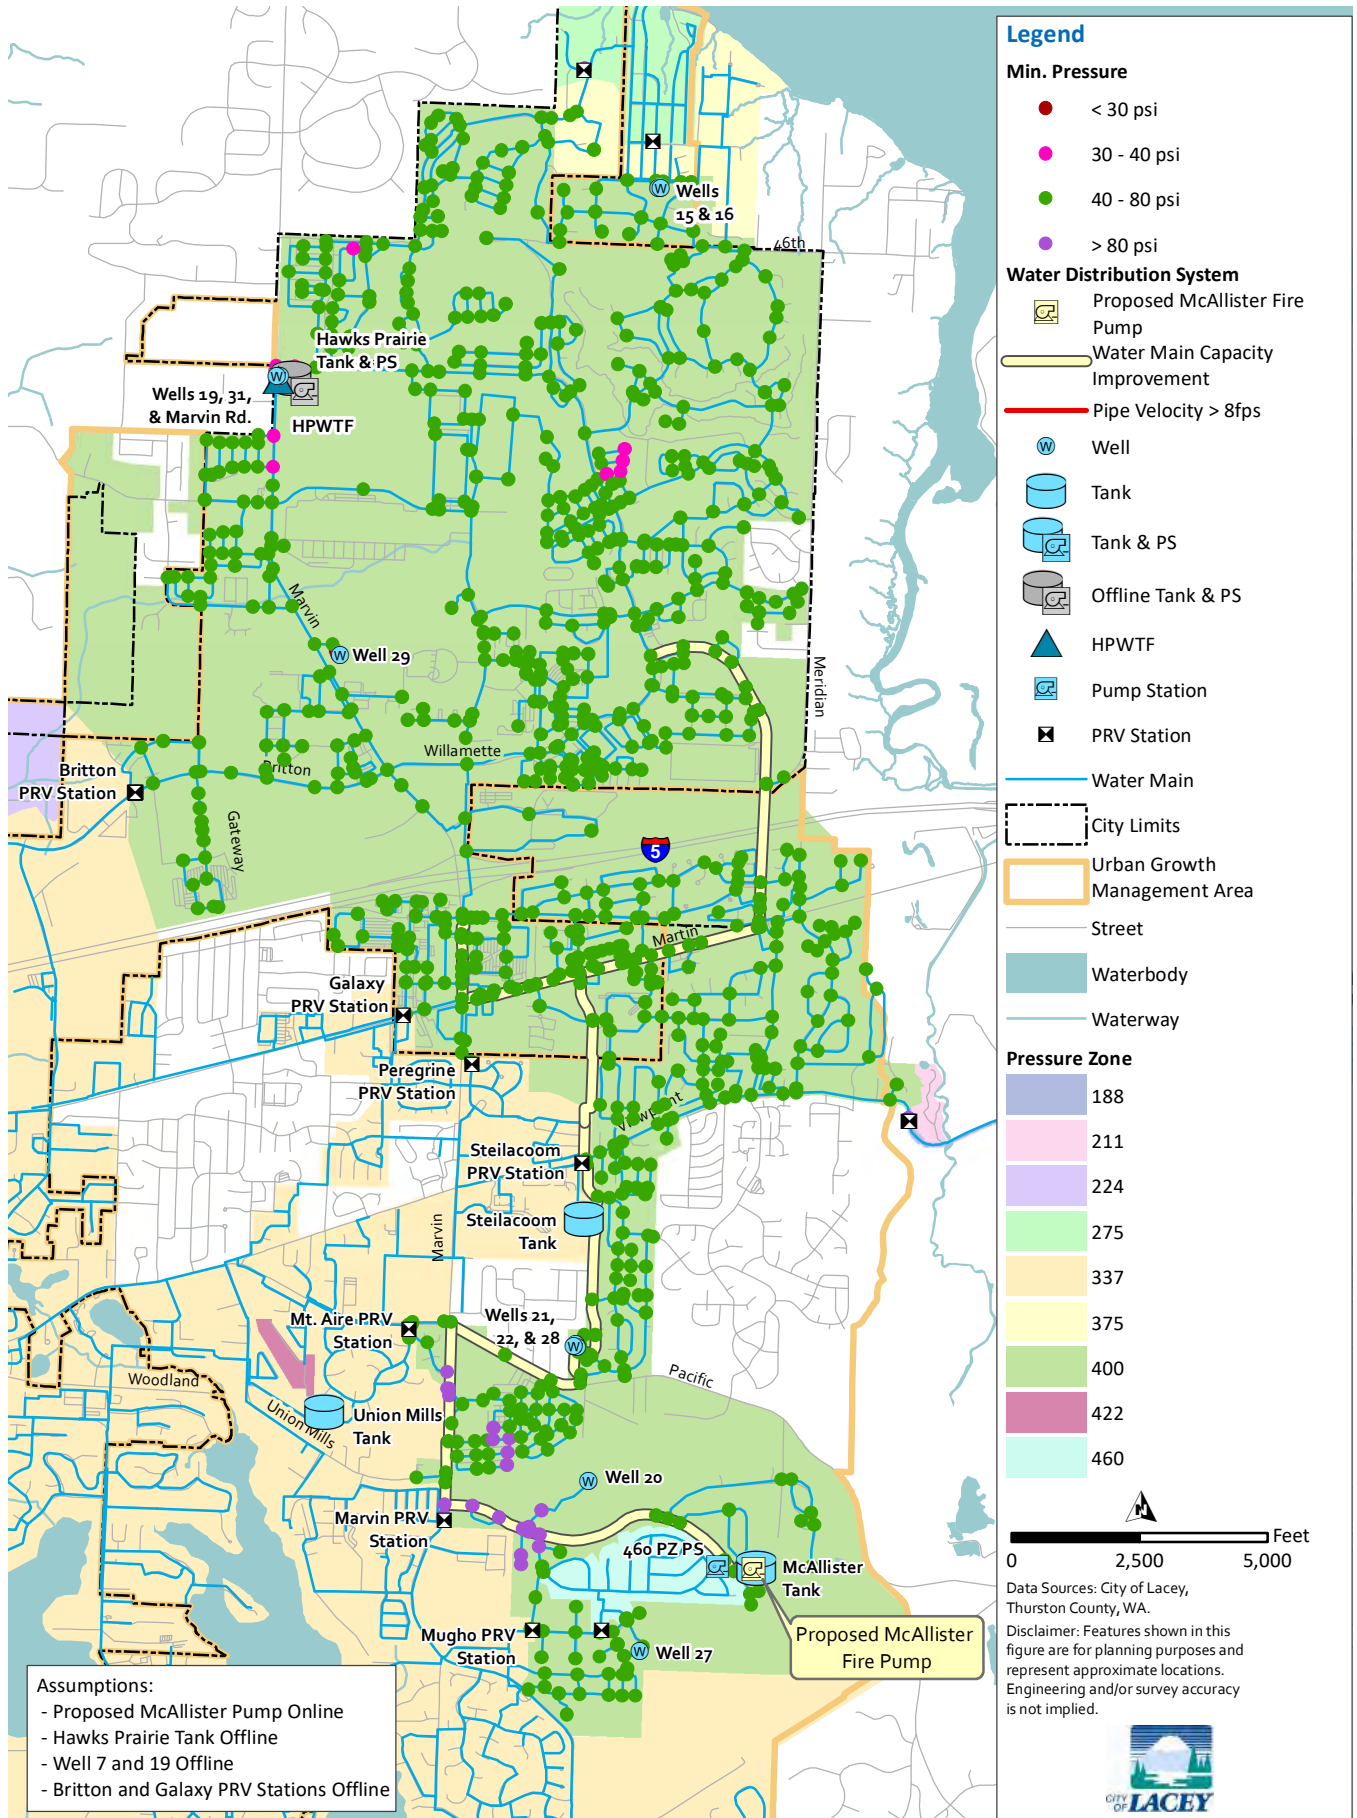 Wells
15 & 16
46th
Hawks Prairie
Tank & PS
Wells 19, 31,
& Marvin Rd.
HPWTF
Marvin
Well 29
Meridian
Willamette
Britton
Britton
PRV Station
Gateway
5
Martin
Galaxy
PRV Station
Peregrine
PRV Station
Viewpoint
Steilacoom
PRV Station
Steilacoom
Tank
Marvin
Wells 21,
22, & 28
Mt. Aire PRV
Station
Pacific
Woodland
Union Mills
Union Mills
Tank
Well 20
Marvin PRV
Station
460 PZ PS
McAllister
Tank
Mugho PRV
Station
Well 27
Proposed McAllister
Fire Pump
Assumptions:
- Proposed McAllister Pump Online
- Hawks Prairie Tank Offline
- Well 7 and 19 Offline
- Britton and Galaxy PRV Stations Offline
Legend
Min. Pressure
< 30 psi
30 - 40 psi
40 - 80 psi
> 80 psi
Water Distribution System
Proposed McAllister Fire
Pump
Water Main Capacity
Improvement
Pipe Velocity > 8fps
W Well
Tank
Tank & PS
Offline Tank & PS
HPWTF
Pump Station
PRV Station
Water Main
City Limits
Urban Growth
Management Area
Street
Waterbody
Waterway
Pressure Zone
188
211
224
275
337
375
400
422
460
N
Feet
0 2,500 5,000
Data Sources: City of Lacey,
Thurston County, WA.
Disclaimer: Features shown in this
figure are for planning purposes and
represent approximate locations.
Engineering and/or survey accuracy
is not implied.
CITY
OF LACEY